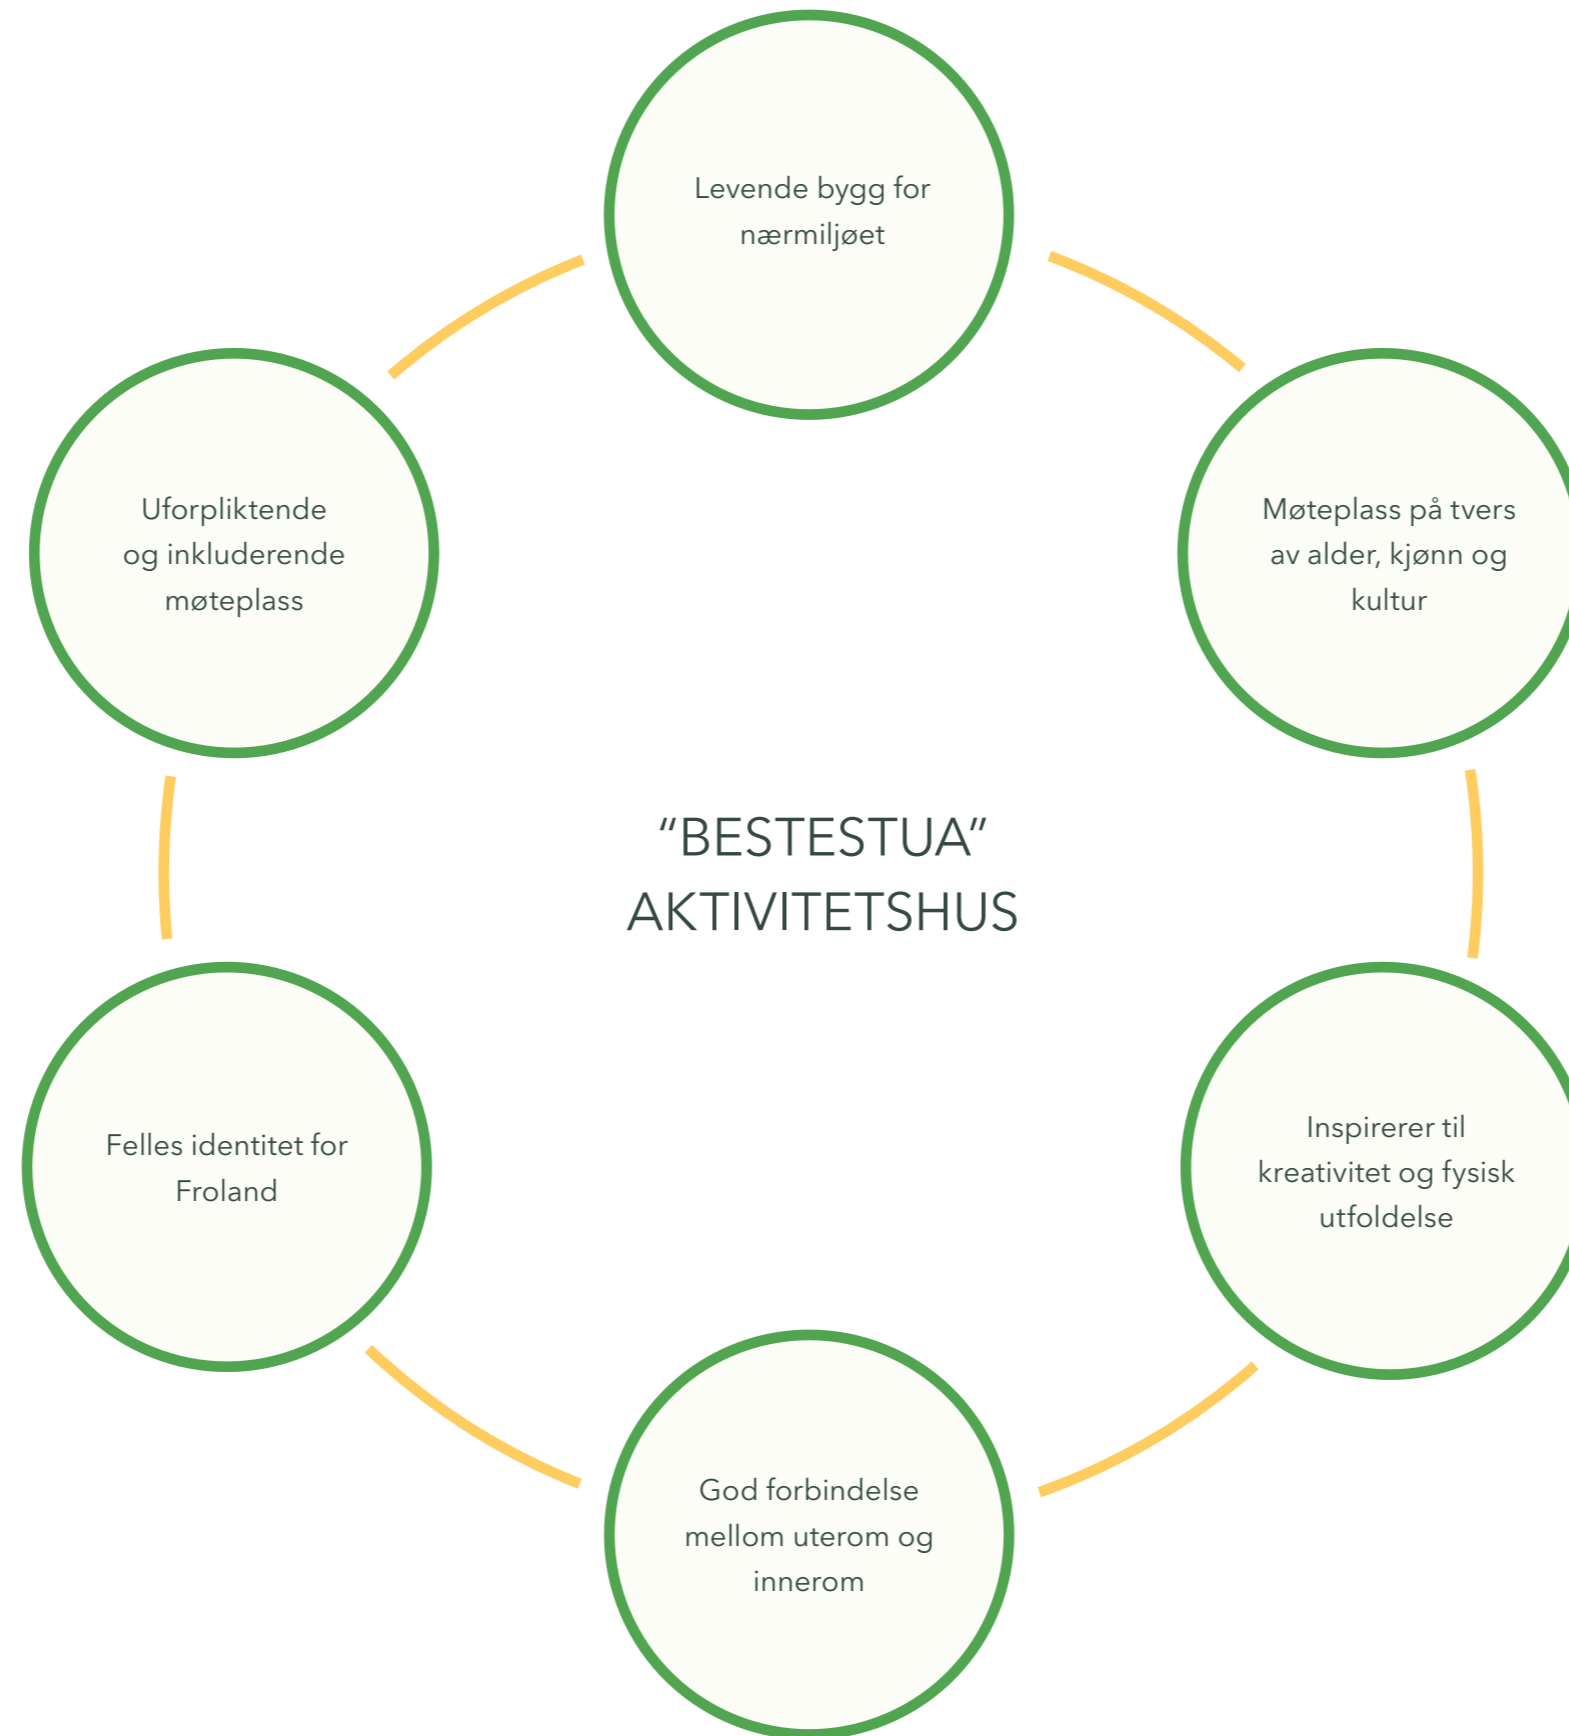 Levende bygg for
nærmiljøet
Uforpliktende
og inkluderende
møteplass
Møteplass på tvers
av alder, kjønn og
kultur
“BESTESTUA”
AKTIVITETSHUS
Felles identitet for
Froland
Inspirerer til
kreativitet og fysisk
utfoldelse
God forbindelse
mellom uterom og
innerom